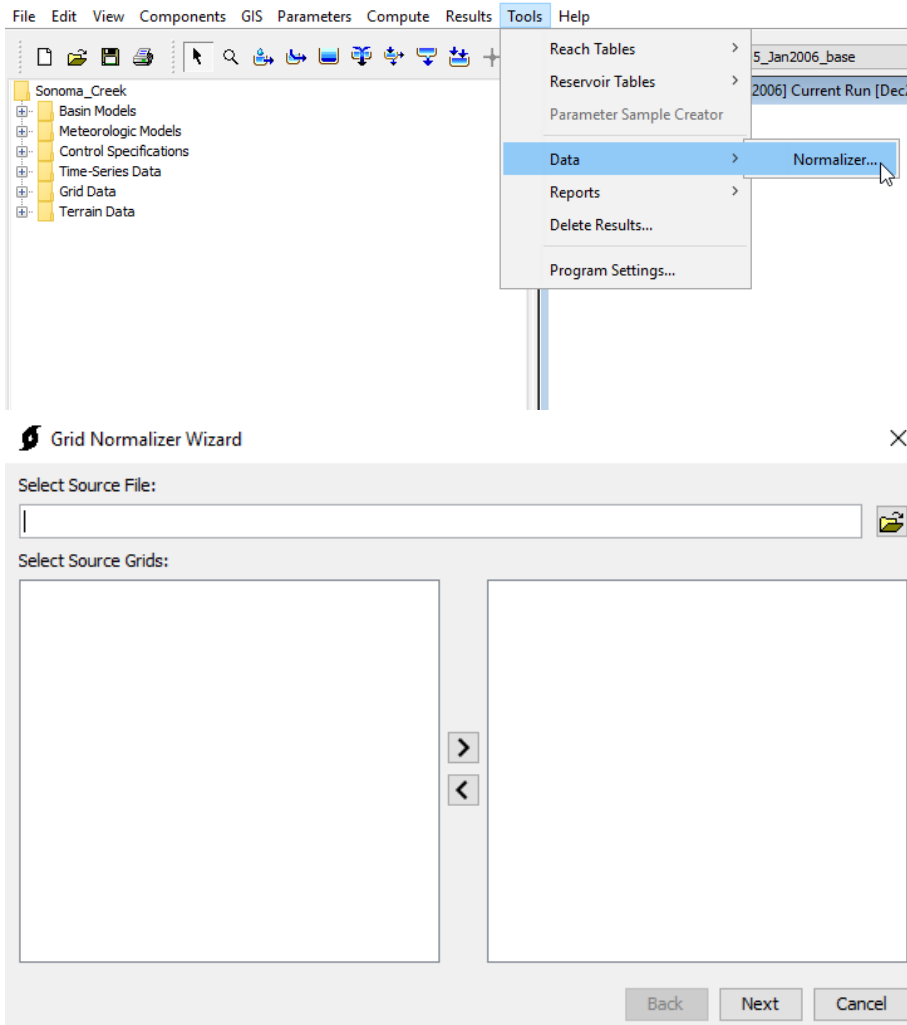 File Edit View Components GIS Parameters Compute Results Tools Help
Reach Tables
5_Jan2006_base
Reservoir Tables
2006] Current Run [Dec
Parameter Sample Creator
Data
Normalizer...
Reports
Delete Results...
Program Settings...
Sonoma_Creek
Basin Models
Meteorologic Models
Control Specifications
Time-Series Data
Grid Data
Terrain Data
Grid Normalizer Wizard
Select Source File:
Select Source Grids:
Back Next Cancel